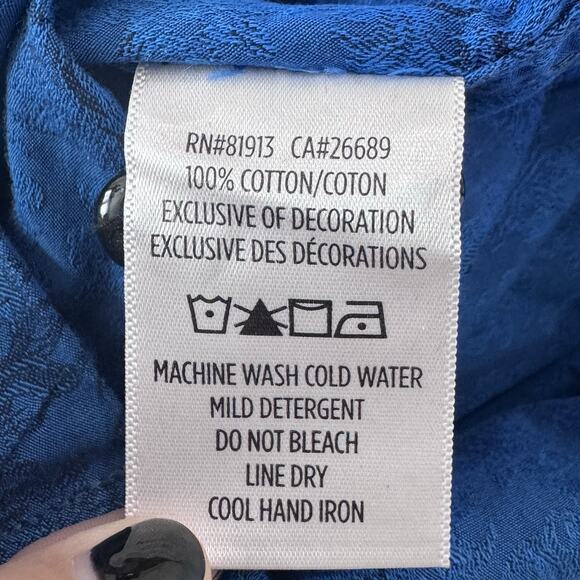 RN#81913 CA#26689
100% COTTON/COTON
EXCLUSIVE OF DECORATION
EXCLUSIVE DES DÉCORATIONS
MACHINE WASH COLD WATER
MILD DETERGENT
DO NOT BLEACH
LINE DRY
COOL HAND IRON